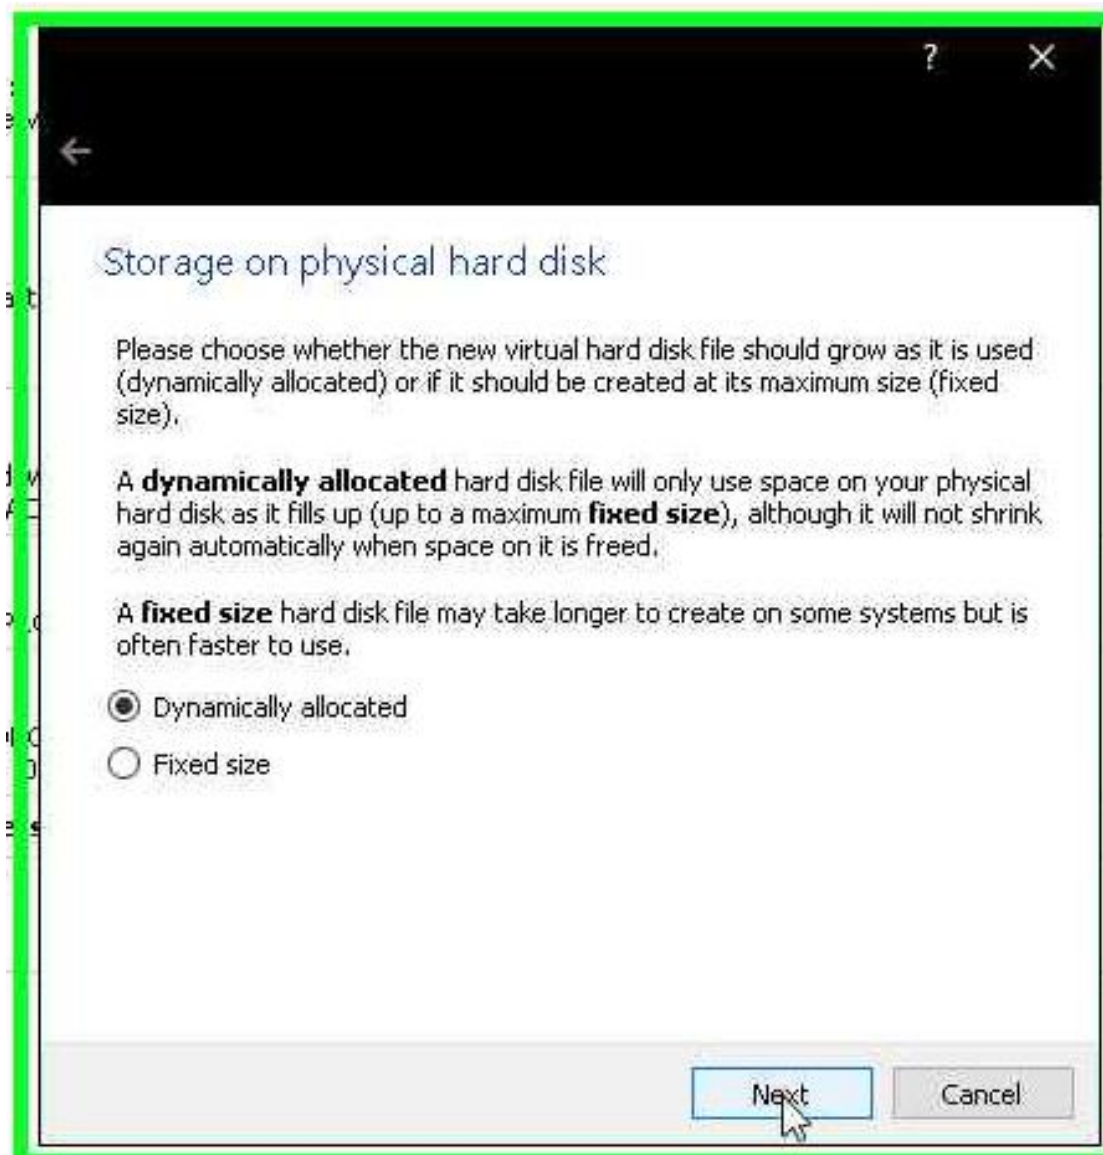 ?
Storage on physical hard disk
Please choose whether the new virtual hard disk file should grow as it is used
(dynamically allocated) or if it should be created at its maximum size (fixed
size).
A dynamically allocated hard disk file will only use space on your physical
hard disk as it fills up (up to a maximum fixed size), although it will not shrink
again automatically when space on it is freed.
A fixed size hard disk file may take longer to create on some systems but is
often faster to use.
Dynamically allocated
Fixed size
Next
Cancel